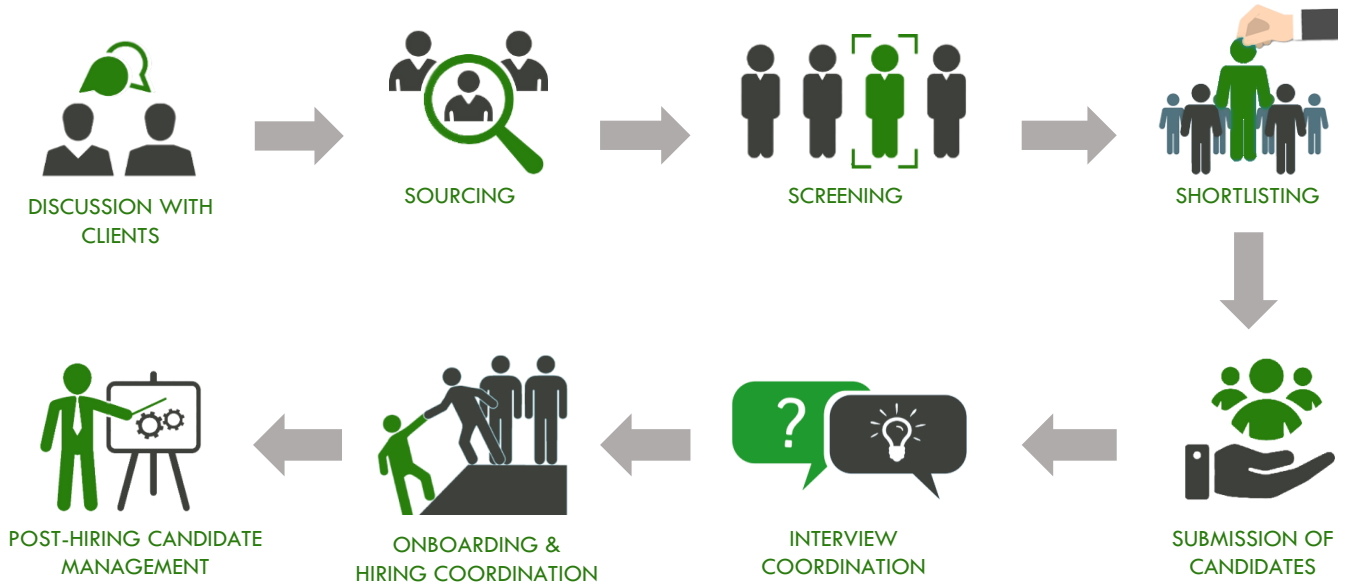 DISCUSSION WITH
CLIENTS
SOURCING
SCREENING
SHORTLISTING
SUBMISSION OF
CANDIDATES
?
INTERVIEW
COORDINATION
ONBOARDING &
HIRING COORDINATION
POST-HIRING CANDIDATE
MANAGEMENT